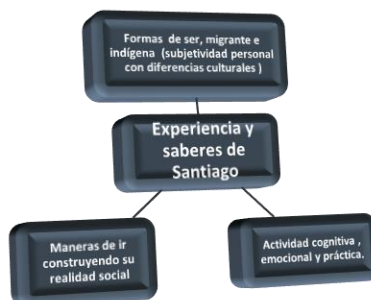 Formas de ser, migrante e
indígena (subjetividad personal
con diferencias culturales )
Experiencia y
saberes de
Santiago
Maneras de ir
construyendo su
realidad social
Actividad cognitiva ,
emocional y práctica.